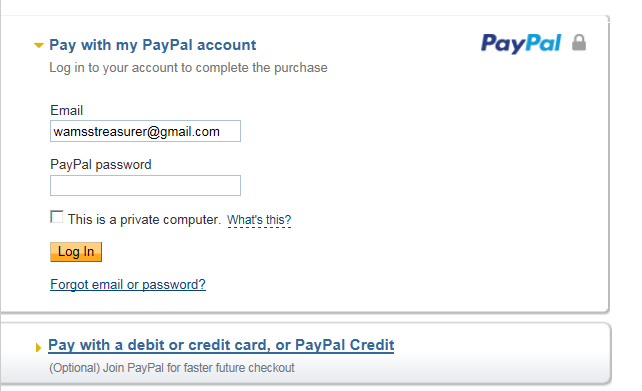 Pay with my PayPal account
PayPal
Log in to your account to complete the purchase
Email
wamsstreasurer@gmail.com
PayPal password
This is a private computer. What's this?
Log In
Forgot email or password?
Pay with a debit or credit card, or PayPal Credit
(Optional) Join PayPal for faster future checkout